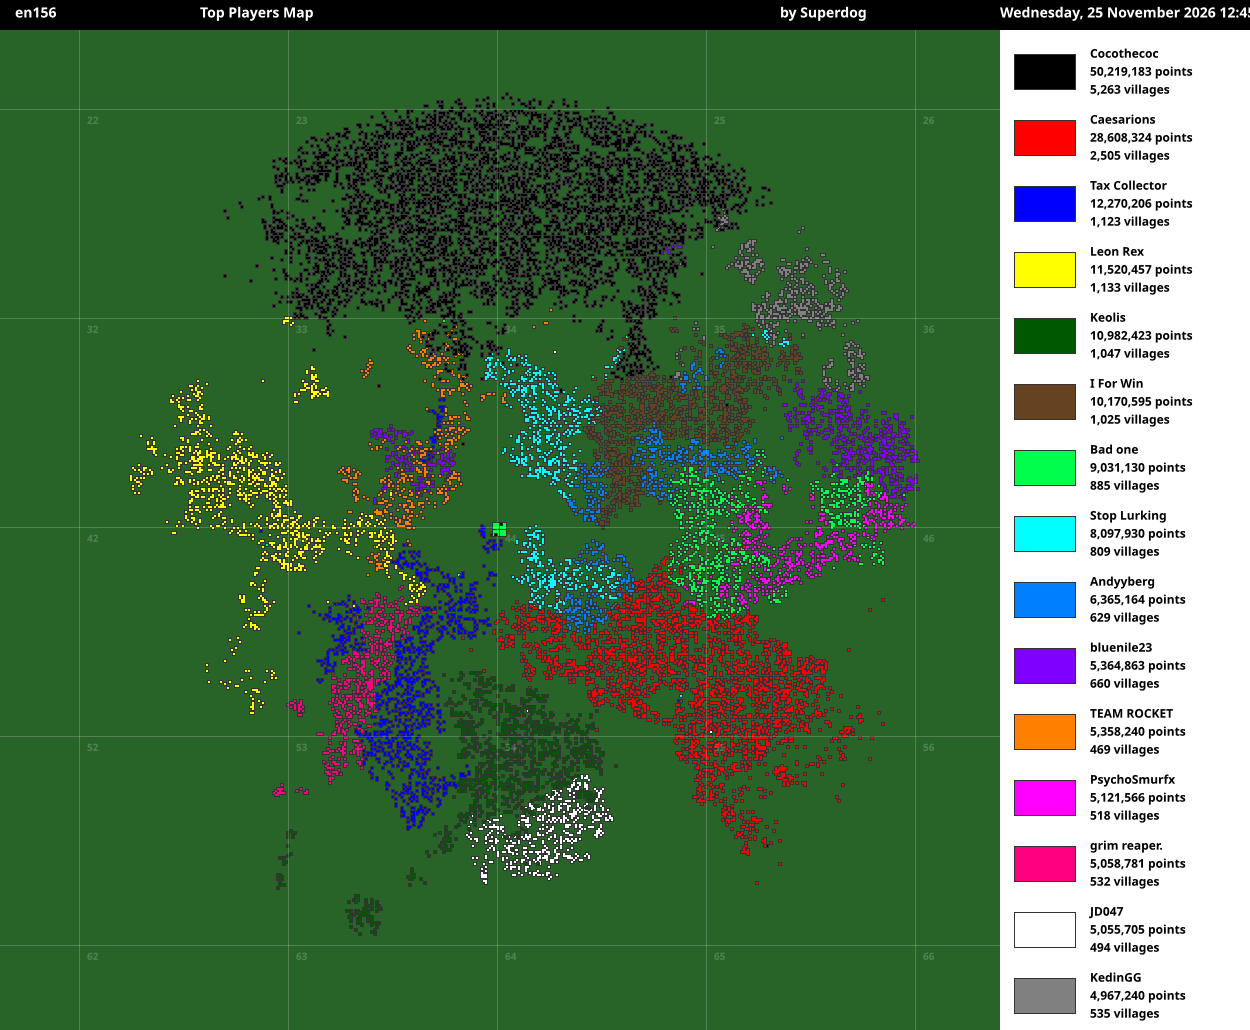 en156 Top Players Map by Superdog Wednesday, 25 November 2026 12:45
Cocothecoc
50,219,183 points
5,263 villages
Caesarions
28,608,324 points
2,505 villages
Tax Collector
12,270,206 points
1,123 villages
Leon Rex
11,520,457 points
1,133 villages
Keolis
10,982,423 points
1,047 villages
I For Win
10,170,595 points
1,025 villages
Bad one
9,031,130 points
885 villages
Stop Lurking
8,097,930 points
809 villages
Andyyberg
6,365,164 points
629 villages
bluenile23
5,364,863 points
660 villages
TEAM ROCKET
5,358,240 points
469 villages
PsychoSmurfx
5,121,566 points
518 villages
grim reaper.
5,058,781 points
532 villages
JD047
5,055,705 points
494 villages
KedinGG
4,967,240 points
535 villages
22 23 25 26
32 33 34 35 36
42 44 46
52 53 54 56
62 63 64 65 66